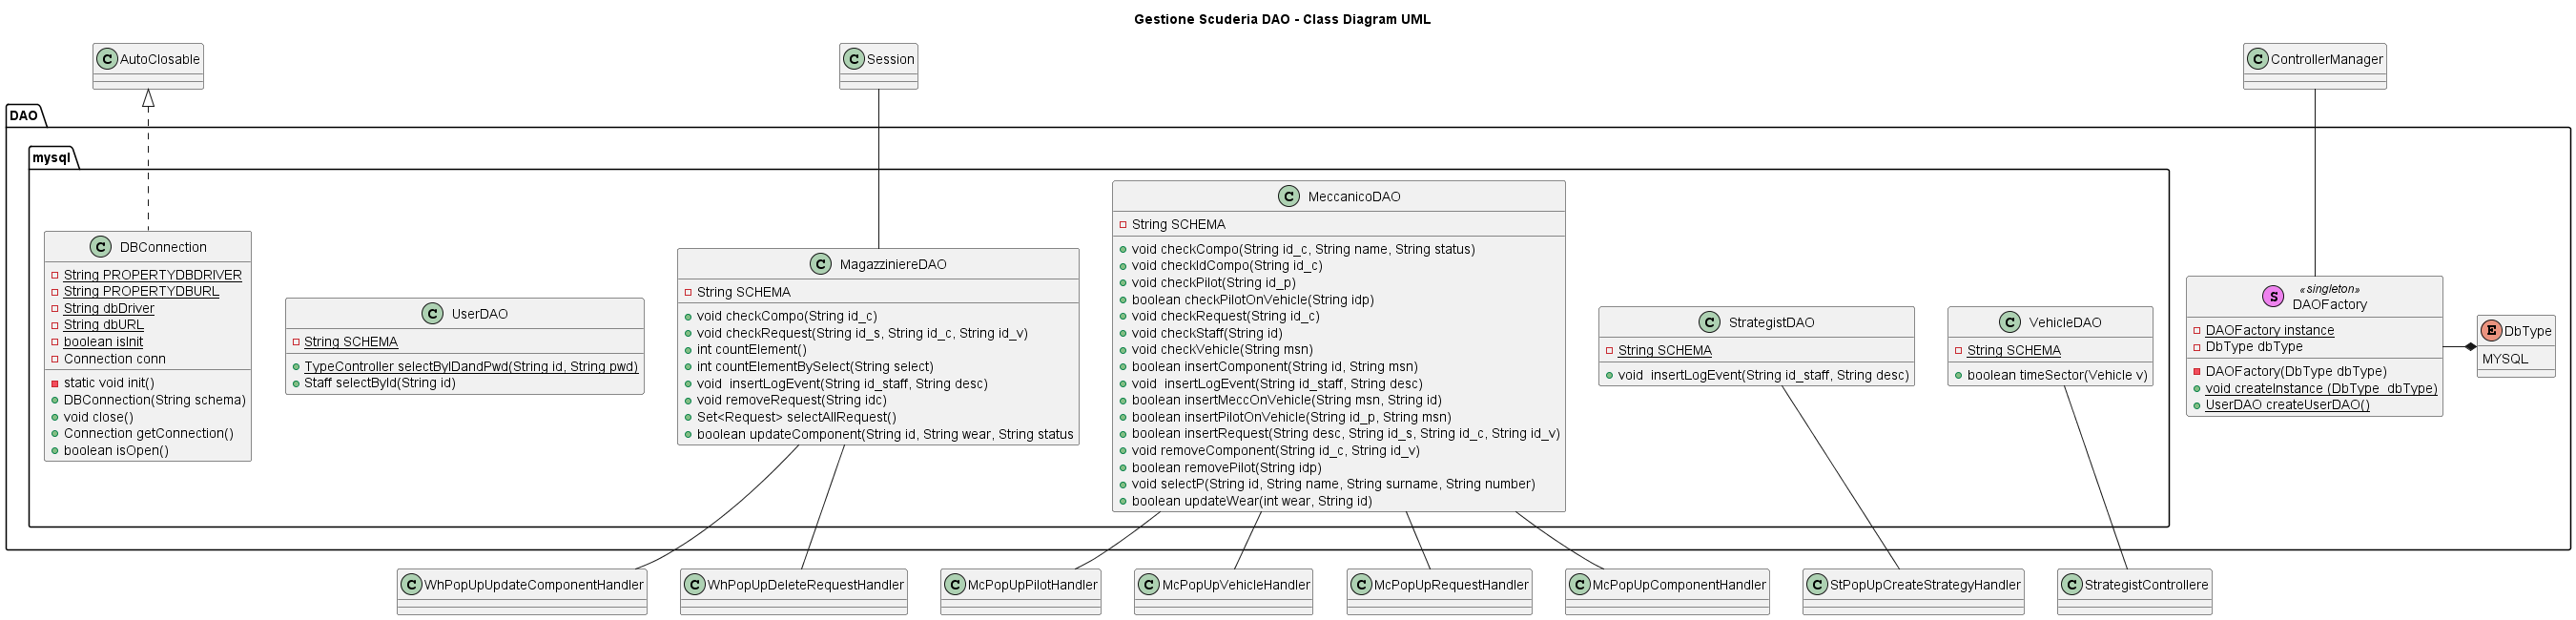 Gestione Scuderia DAO - Class Diagram UML
C AutoClosable
C Session
C ControllerManager
DAO
mysql
C DBConnection
String PROPERTYDBDRIVER
String PROPERTYDBURL
String dbDriver
String dbURL
boolean isInit
Connection conn
static void init()
DBConnection(String schema)
void close()
Connection getConnection()
boolean isOpen()
C UserDAO
String SCHEMA
TypeController selectByIDandPwd(String id, String pwd)
Staff selectById(String id)
C MagazziniereDAO
String SCHEMA
void checkCompo(String id_c)
void checkRequest(String id_s, String id_c, String id_v)
int countElement()
int countElementBySelect(String select)
void  insertLogEvent(String id_staff, String desc)
void removeRequest(String idc)
Set<Request> selectAllRequest()
boolean updateComponent(String id, String wear, String status
C MeccanicoDAO
String SCHEMA
void checkCompo(String id_c, String name, String status)
void checkIdCompo(String id_c)
void checkPilot(String id_p)
boolean checkPilotOnVehicle(String idp)
void checkRequest(String id_c)
void checkStaff(String id)
void checkVehicle(String msn)
boolean insertComponent(String id, String msn)
void  insertLogEvent(String id_staff, String desc)
boolean insertMeccOnVehicle(String msn, String id)
boolean insertPilotOnVehicle(String id_p, String msn)
boolean insertRequest(String desc, String id_s, String id_c, String id_v)
void removeComponent(String id_c, String id_v)
boolean removePilot(String idp)
void selectP(String id, String name, String surname, String number)
boolean updateWear(int wear, String id)
C StrategistDAO
String SCHEMA
void  insertLogEvent(String id_staff, String desc)
C VehicleDAO
String SCHEMA
boolean timeSector(Vehicle v)
S «singleton»
DAOFactory
DAOFactory instance
DbType dbType
DAOFactory(DbType dbType)
void createInstance (DbType  dbType)
UserDAO createUserDAO()
E DbType
MYSQL
C WhPopUpUpdateComponentHandler
C WhPopUpDeleteRequestHandler
C McPopUpPilotHandler
C McPopUpVehicleHandler
C McPopUpRequestHandler
C McPopUpComponentHandler
C StPopUpCreateStrategyHandler
C StrategistControllere